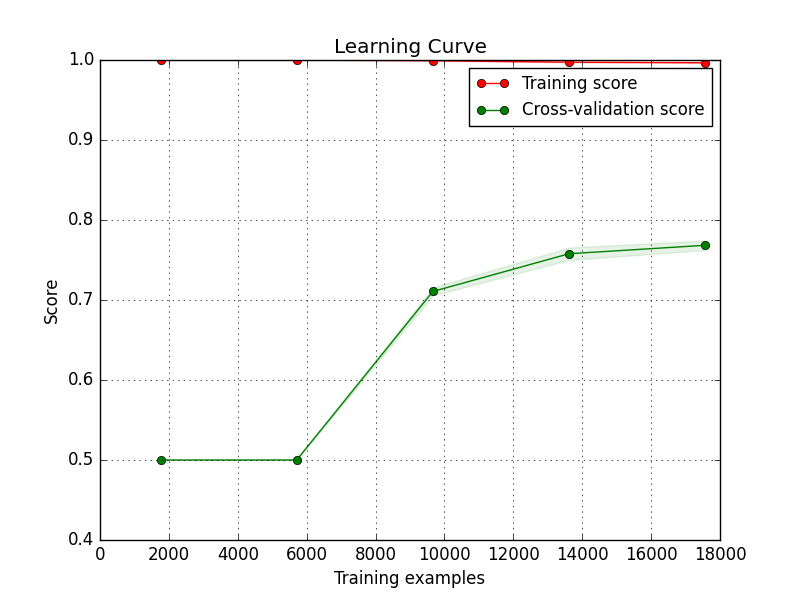 Learning Curve
1.0
Training score
Cross-validation score
0.9
0.8
0.7
0.6
0.5
0.4
Score
0 2000 4000 6000 8000 10000 12000 14000 16000 18000
Training examples